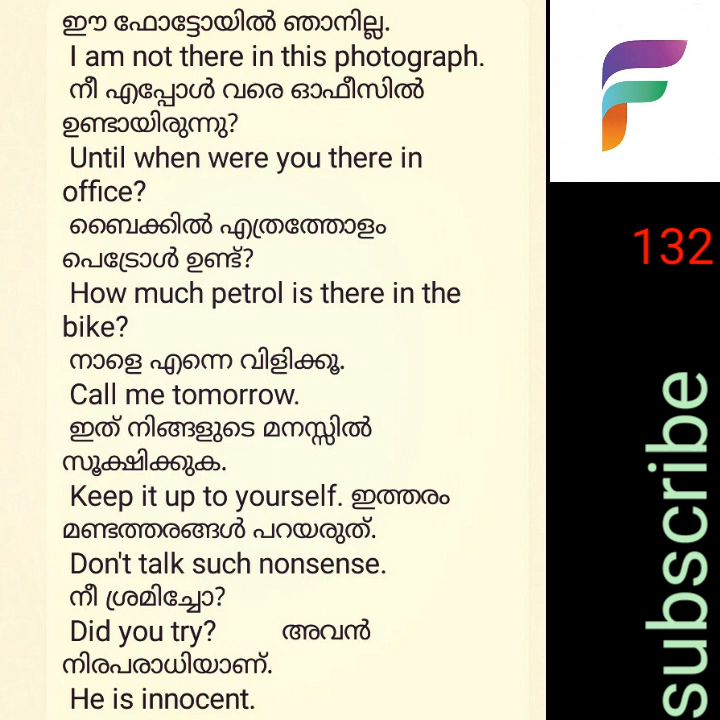 ഈ ഫോട്ടോയിൽ ഞാനില്ല.
I am not there in this photograph.
നീ എപ്പോൾ വരെ ഓഫീസിൽ
ഉണ്ടായിരുന്നു?
Until when were you there in
office?
ബൈക്കിൽ എത്രത്തോളം
പെട്രോൾ ഉണ്ട്?
How much petrol is there in the
bike?
നാളെ എന്നെ വിളിക്കൂ.
Call me tomorrow.
ഇത് നിങ്ങളുടെ മനസ്സിൽ
സൂക്ഷിക്കുക.
Keep it up to yourself. ഇത്തരം
മണ്ടത്തരങ്ങൾ പറയരുത്.
Don't talk such nonsense.
നീ ശ്രമിച്ചോ?
Did you try? അവൻ
നിരപരാധിയാണ്.
He is innocent.
F
132
subscribe